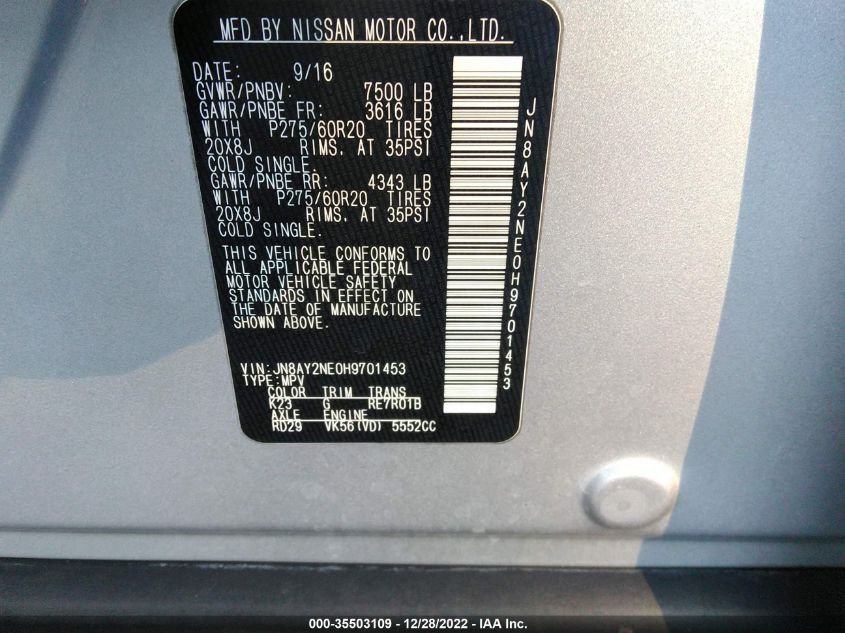 MFD BY NISSAN MOTOR CO.,LTD.
DATE: 9/16
GVWR/PNBV: 7500 LB
GAWR/PNBE FR: 3616 LB
WITH P275/60R20 TIRES
20X8J RIMS. AT 35PSI
COLD SINGLE.
GAWR/PNBE RR: 4343 LB
WITH P275/60R20 TIRES
20X8J RIMS. AT 35PSI
COLD SINGLE.
THIS VEHICLE CONFORMS TO
ALL APPLICABLE FEDERAL
MOTOR VEHICLE SAFETY
STANDARDS IN EFFECT ON
THE DATE OF MANUFACTURE
SHOWN ABOVE.
VIN:JN8AY2NE0H9701453
TYPE:MPV
COLOR TRIM TRANS
K23 G RE7R01B
AXLE ENGINE
RD29 VK56(VD) 5552CC
JN8AY2NE0H9701453
000-35503109 - 12/28/2022 - IAA Inc.